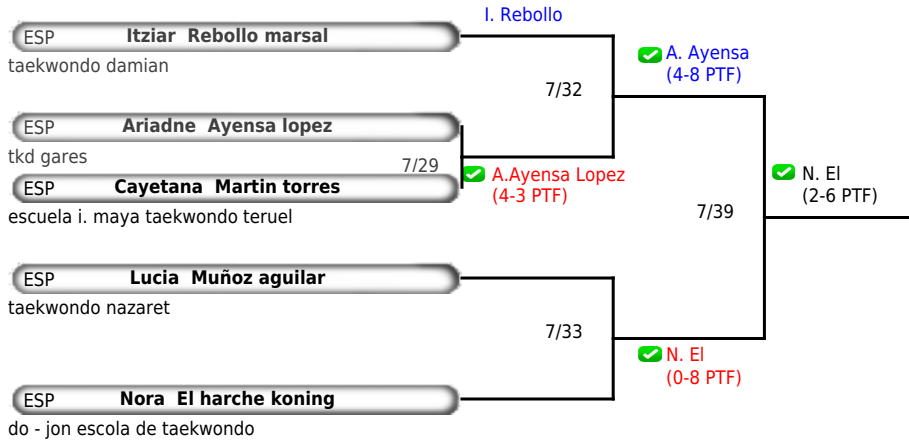 I. Rebollo
ESP Itziar Rebollo marsal
taekwondo damian
A. Ayensa
(4-8 PTF)
7/32
ESP Ariadne Ayensa lopez
tkd gares
7/29
A.Ayensa Lopez
(4-3 PTF)
ESP Cayetana Martin torres
escuela i. maya taekwondo teruel
N. El
(2-6 PTF)
7/39
ESP Lucia Muñoz aguilar
taekwondo nazaret
7/33
N. El
(0-8 PTF)
ESP Nora El harche koning
do - jon escola de taekwondo